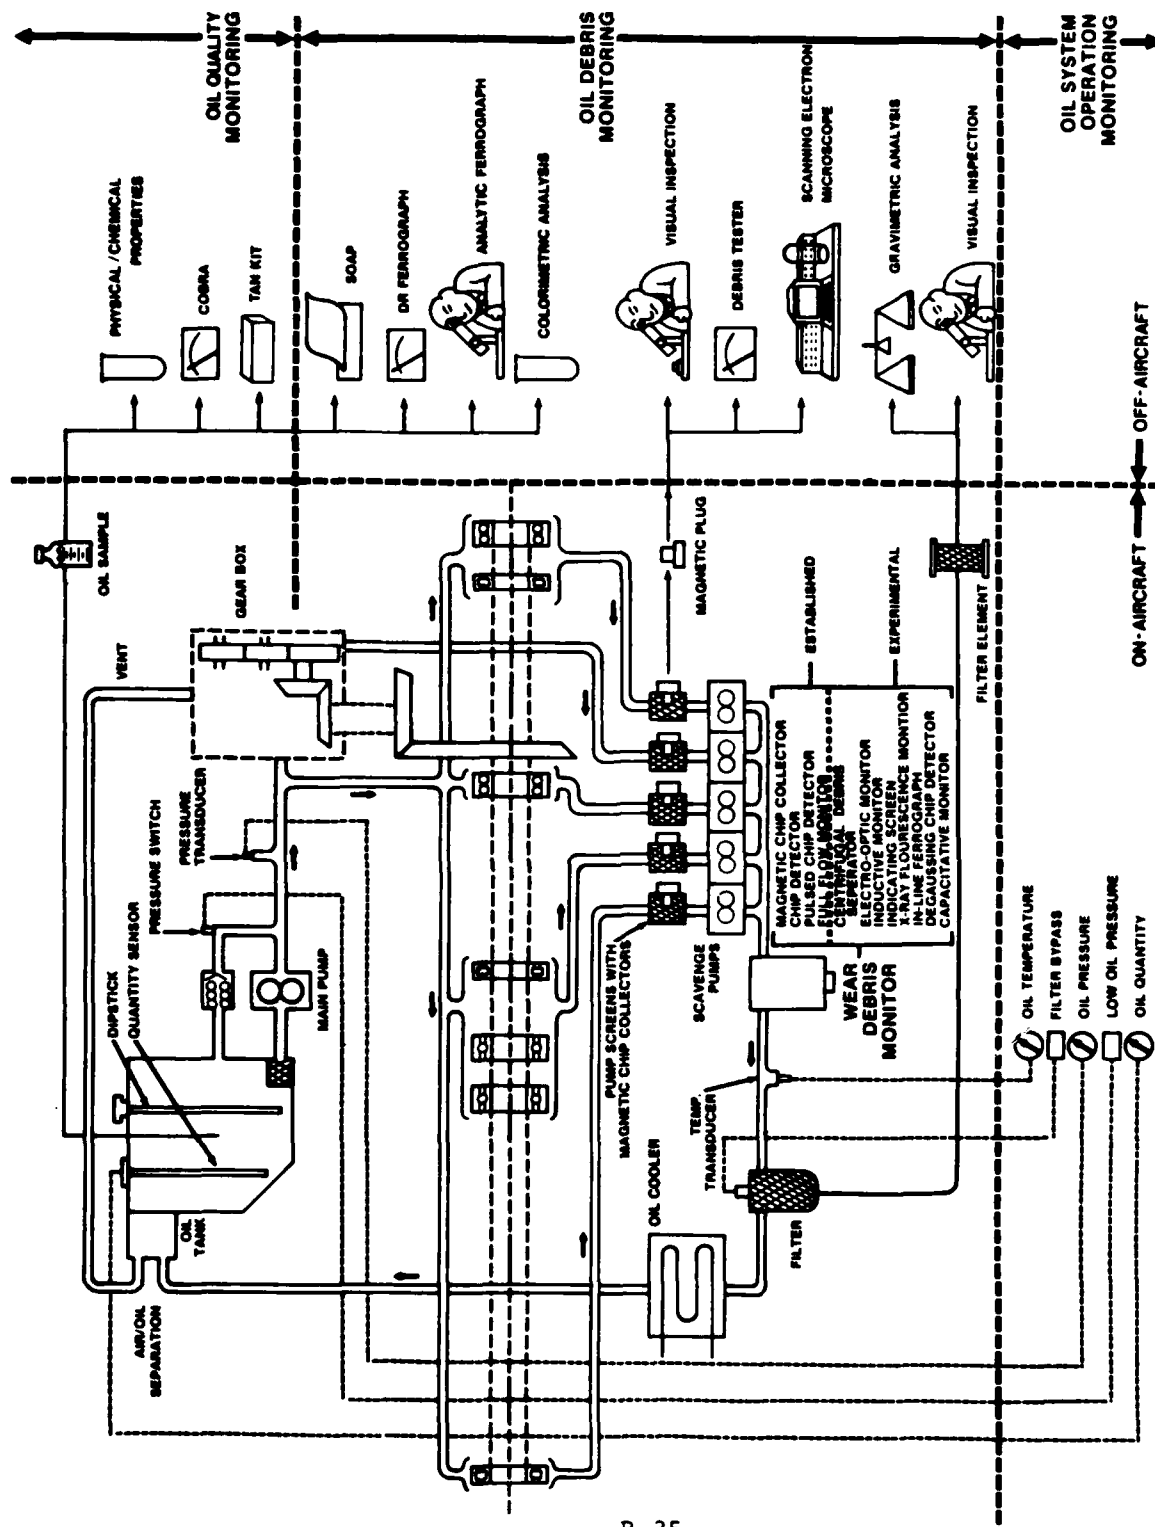 OIL QUALITY
MONITORING
OIL DEBRIS
MONITORING
OIL SYSTEM
OPERATION
MONITORING
PHYSICAL/CHEMICAL
PROPERTIES
COBRA
TAN KIT
SOAP
DR FERROGRAPH
ANALYTIC FERROGRAPH
COLORIMETRIC ANALYSIS
VISUAL INSPECTION
DEBRIS TESTER
SCANNING ELECTRON
MICROSCOPE
GRAVIMETRIC ANALYSIS
VISUAL INSPECTION
ON-AIRCRAFT
OFF-AIRCRAFT
OIL SAMPLE
VENT
GEAR BOX
PRESSURE
TRANSDUCER
PRESSURE SWITCH
DIPSTICK
QUANTITY SENSOR
MAIN PUMP
OIL
TANK
AIR/OIL
SEPARATION
MAGNETIC PLUG
PUMP SCREENS WITH
MAGNETIC CHIP COLLECTORS
SCAVENGE
PUMPS
MAGNETIC CHIP COLLECTOR
CHIP DETECTOR
PULSED CHIP DETECTOR
FULL FLOW MONITOR
CENTRIFUGAL DEBRIS
SEPERATOR
ELECTRO-OPTIC MONITOR
INDUCTIVE MONITOR
INDICATING SCREEN
X-RAY FLOURESCENCE MONTIOR
IN-LINE FERROGRAPH
DEGAUSSING CHIP DETECTOR
CAPACITATIVE MONITOR
ESTABLISHED
EXPERIMENTAL
WEAR
DEBRIS
MONITOR
FILTER ELEMENT
OIL COOLER
TEMP.
TRANSDUCER
FILTER
OIL TEMPERATURE
FILTER BYPASS
OIL PRESSURE
LOW OIL PRESSURE
OIL QUANTITY